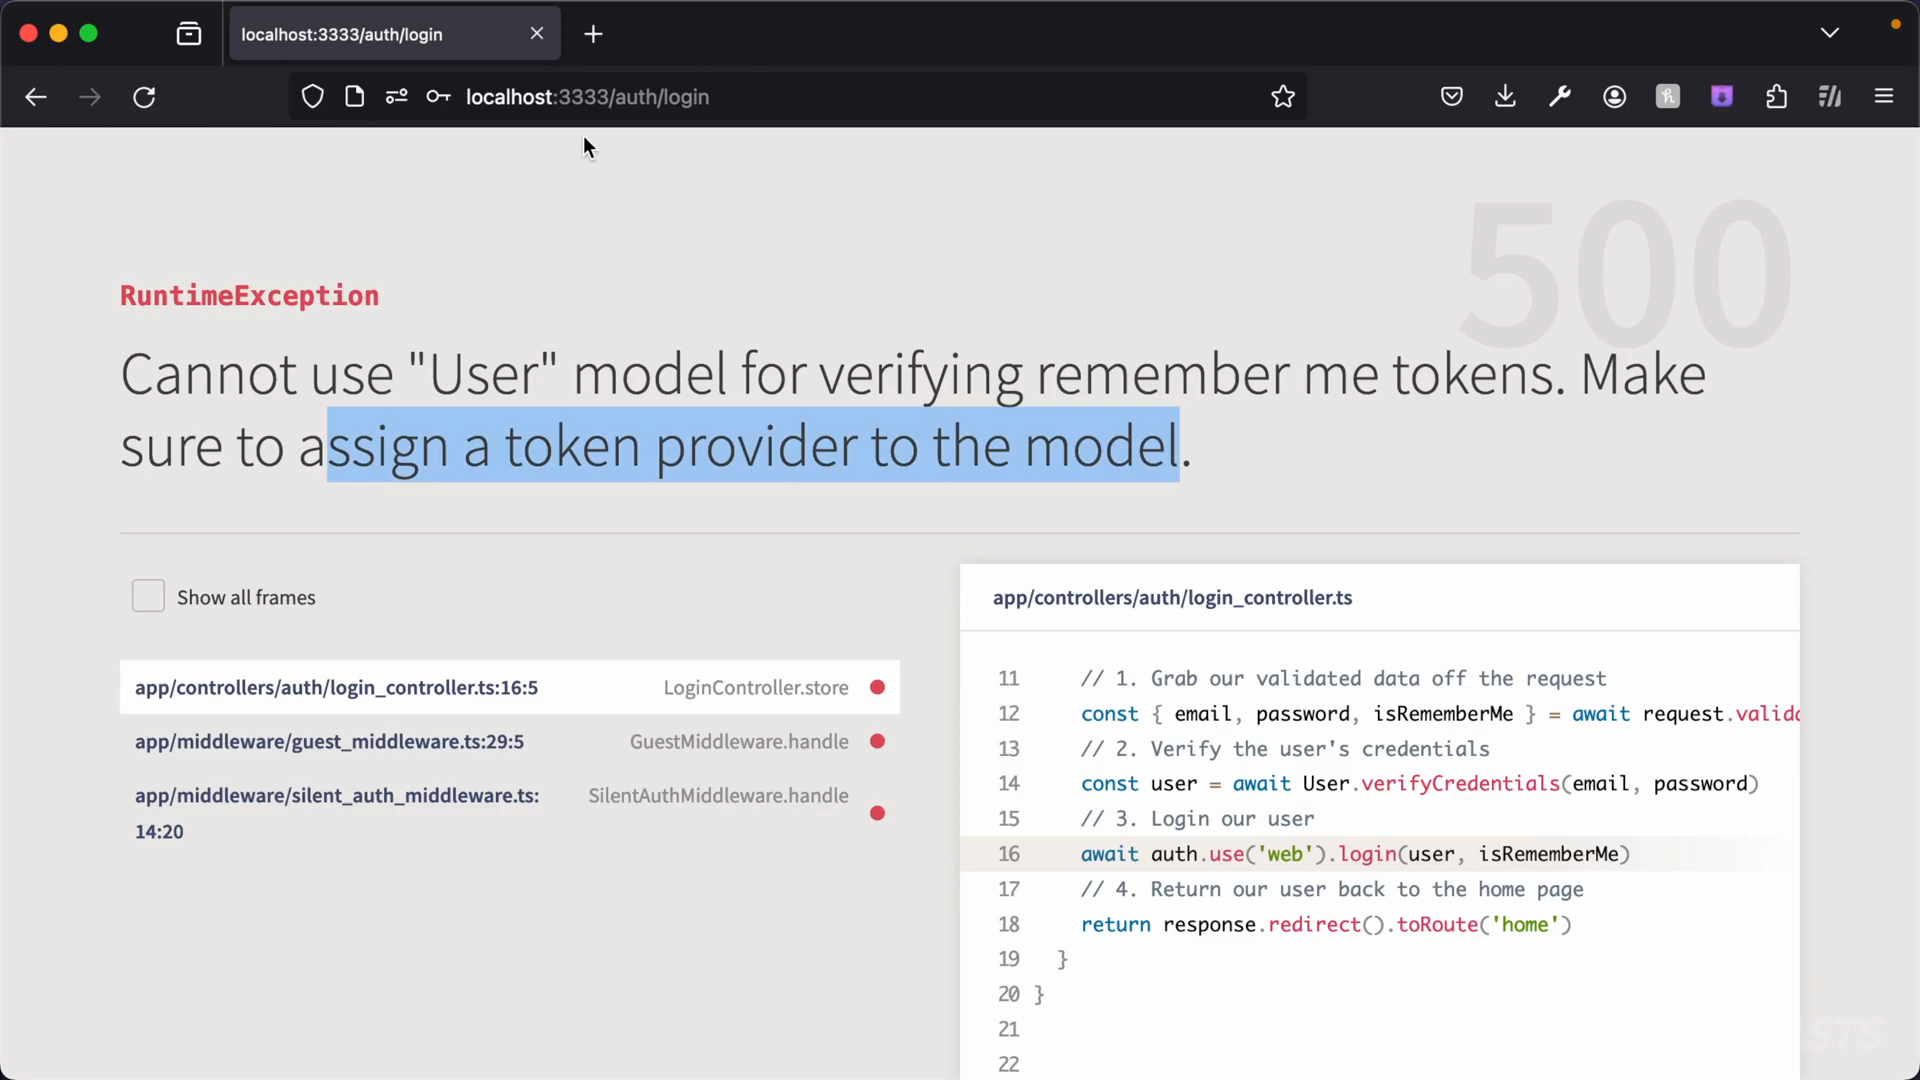 localhost:3333/auth/login
localhost:3333/auth/login
500
RuntimeException
Cannot use "User" model for verifying remember me tokens. Make
sure to assign a token provider to the model.
Show all frames
app/controllers/auth/login_controller.ts:16:5 LoginController.store
app/middleware/guest_middleware.ts:29:5 GuestMiddleware.handle
app/middleware/silent_auth_middleware.ts: SilentAuthMiddleware.handle
14:20
app/controllers/auth/login_controller.ts
11 // 1. Grab our validated data off the request
12 const { email, password, isRememberMe } = await request.valid
13 // 2. Verify the user's credentials
14 const user = await User.verifyCredentials(email, password)
15 // 3. Login our user
16 await auth.use('web').login(user, isRememberMe)
17 // 4. Return our user back to the home page
18 return response.redirect().toRoute('home')
19 }
20 }
21
22